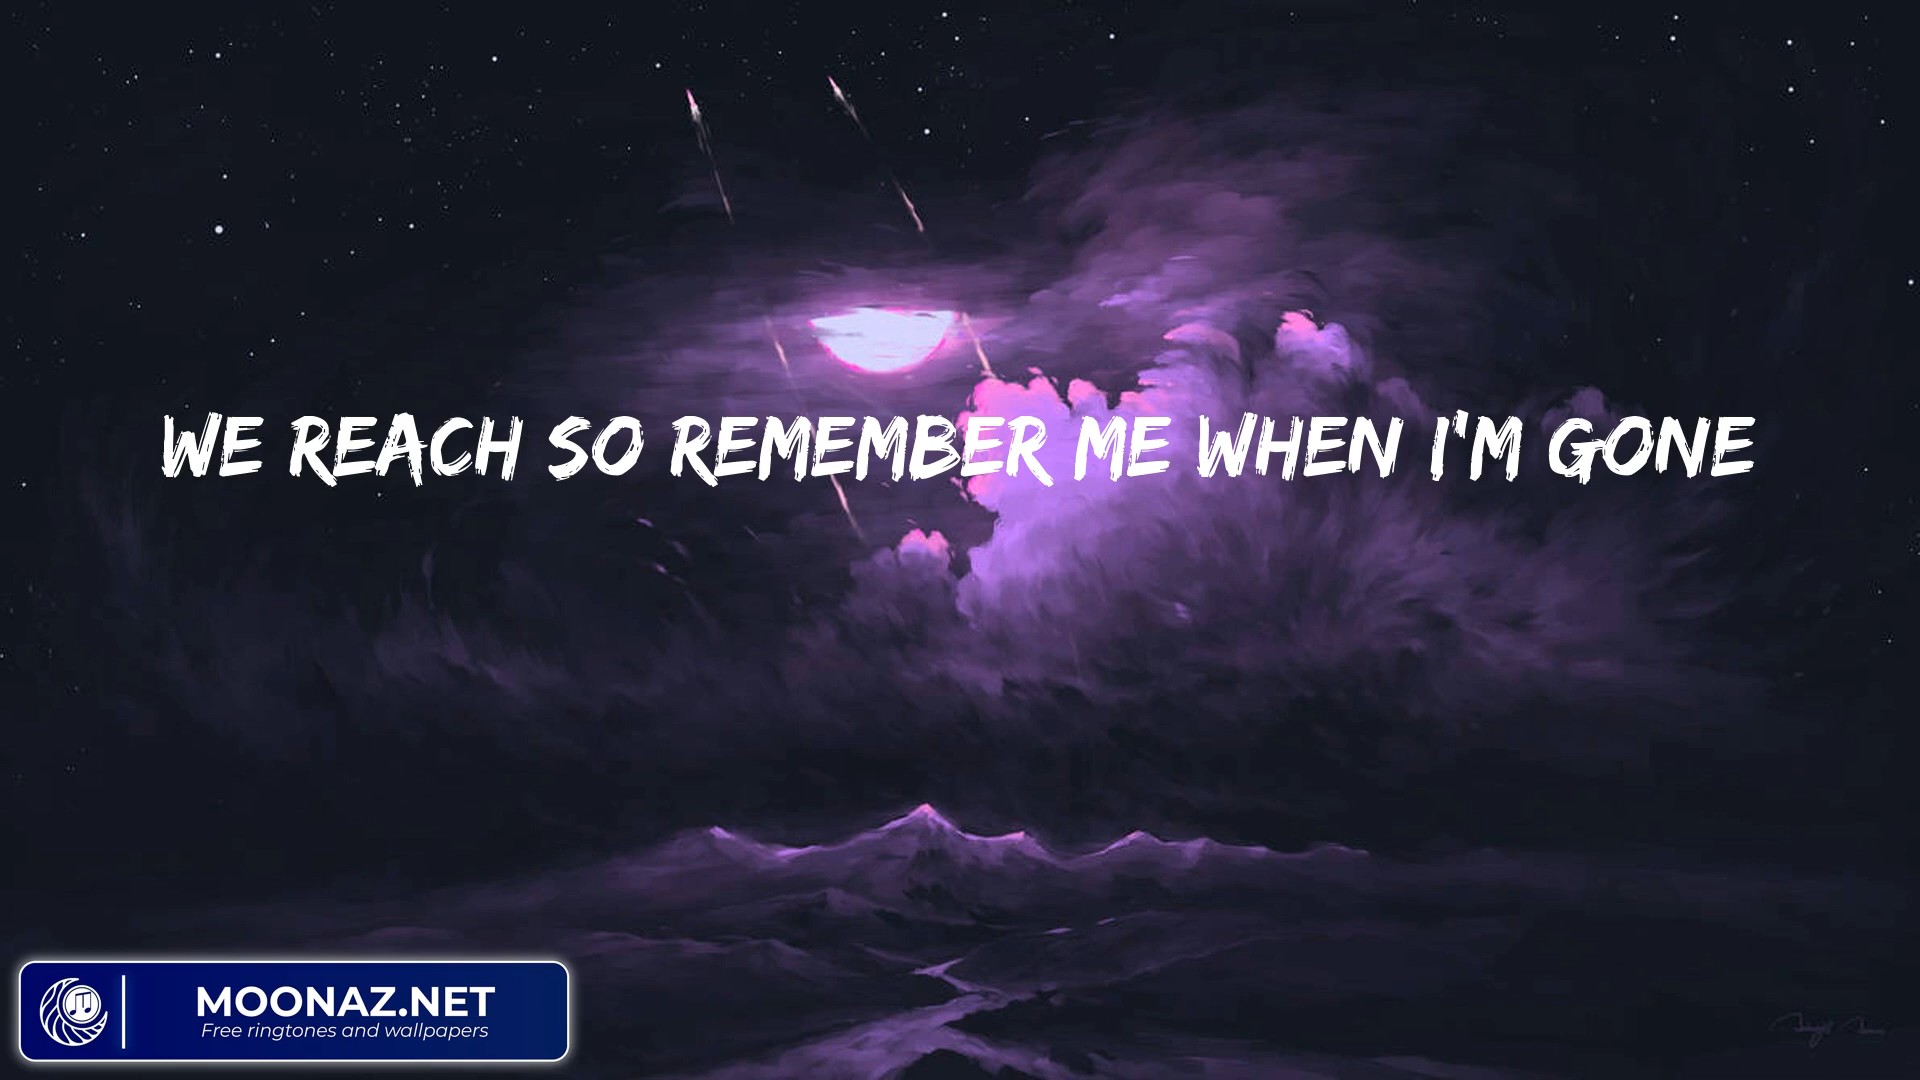 WE REACH SO REMEMBER ME WHEN I'M GONE
MOONAZ.NET
Free ringtones and wallpapers